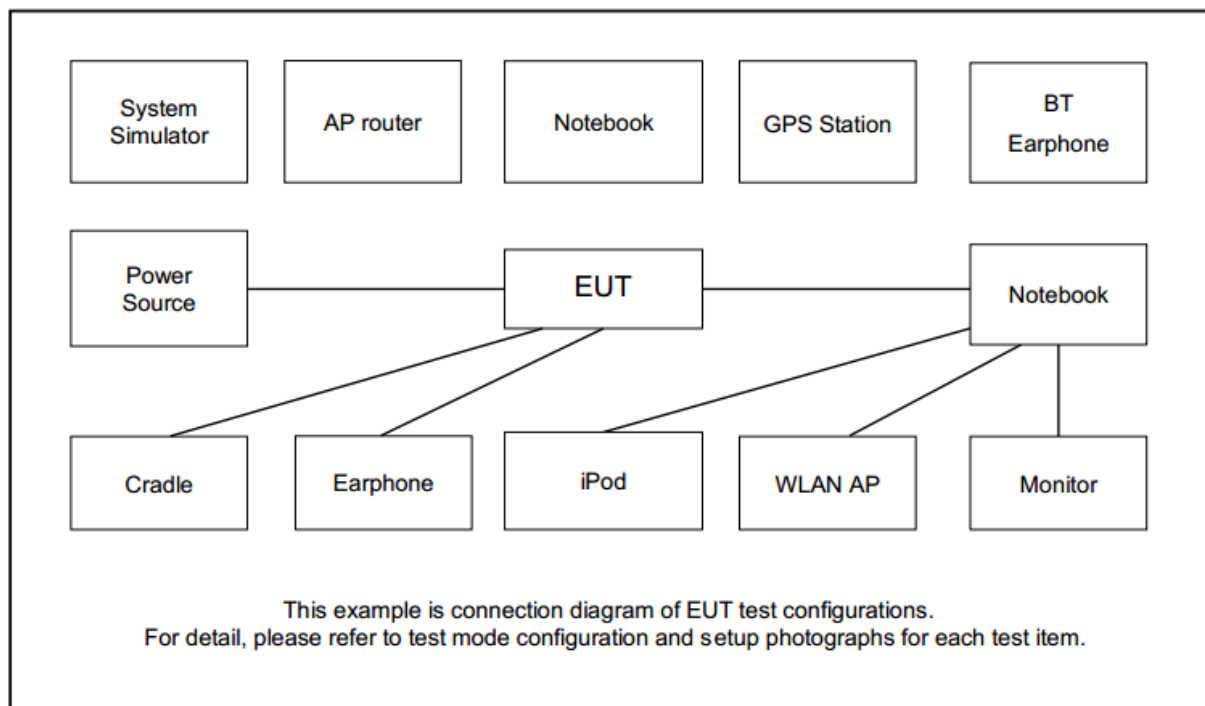 System
Simulator
AP router
Notebook
GPS Station
BT
Earphone
Power
Source
EUT
Notebook
Cradle
Earphone
iPod
WLAN AP
Monitor
This example is connection diagram of EUT test configurations.
For detail, please refer to test mode configuration and setup photographs for each test item.